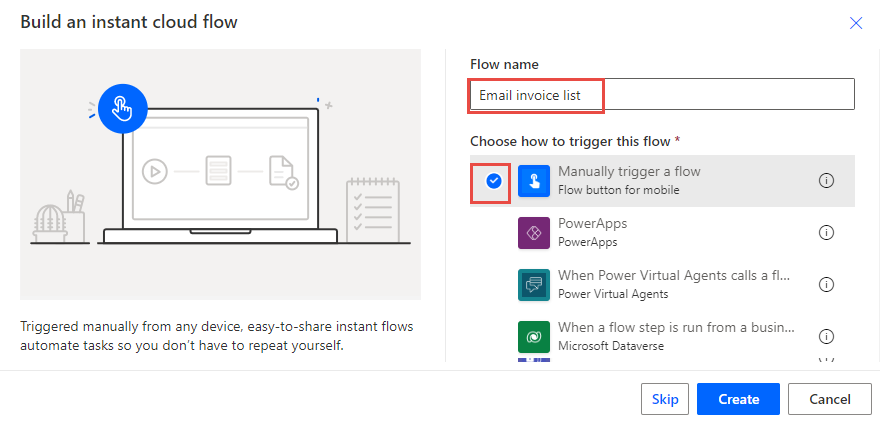 Build an instant cloud flow
Triggered manually from any device, easy-to-share instant flows
automate tasks so you don't have to repeat yourself.
Flow name
Email invoice list
Choose how to trigger this flow *
Manually trigger a flow
Flow button for mobile
PowerApps
PowerApps
When Power Virtual Agents calls a fl...
Power Virtual Agents
When a flow step is run from a busin...
Microsoft Dataverse
Skip
Create
Cancel